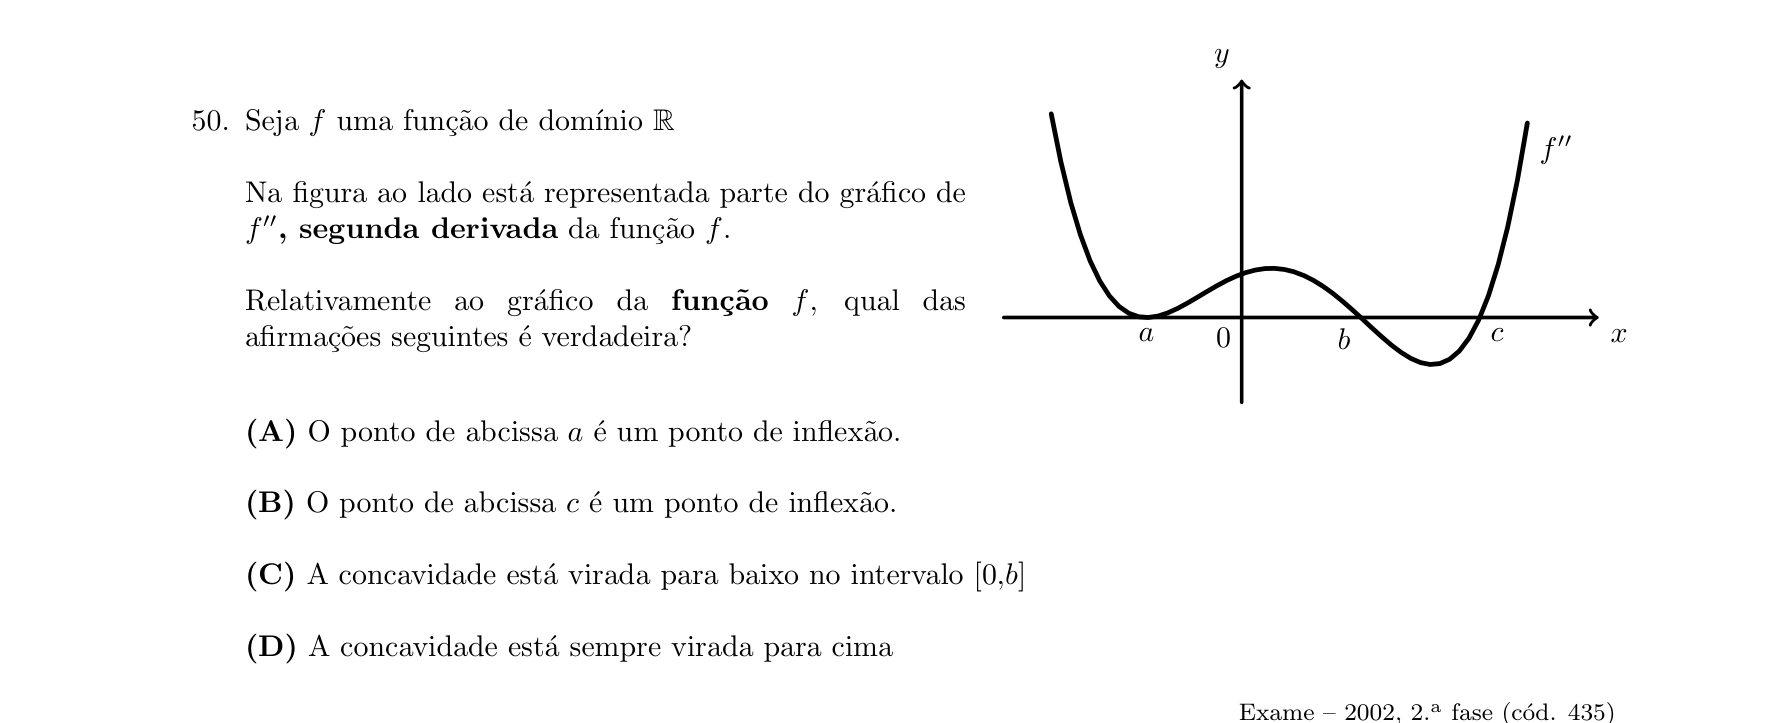 50. Seja f uma função de domínio ℝ
Na figura ao lado está representada parte do gráfico de
f″, segunda derivada da função f.
Relativamente ao gráfico da função f, qual das
afirmações seguintes é verdadeira?
y
f″
a
0
b
c
x
(A) O ponto de abcissa a é um ponto de inflexão.
(B) O ponto de abcissa c é um ponto de inflexão.
(C) A concavidade está virada para baixo no intervalo [0,b]
(D) A concavidade está sempre virada para cima
Exame – 2002, 2.ª fase (cód. 435)